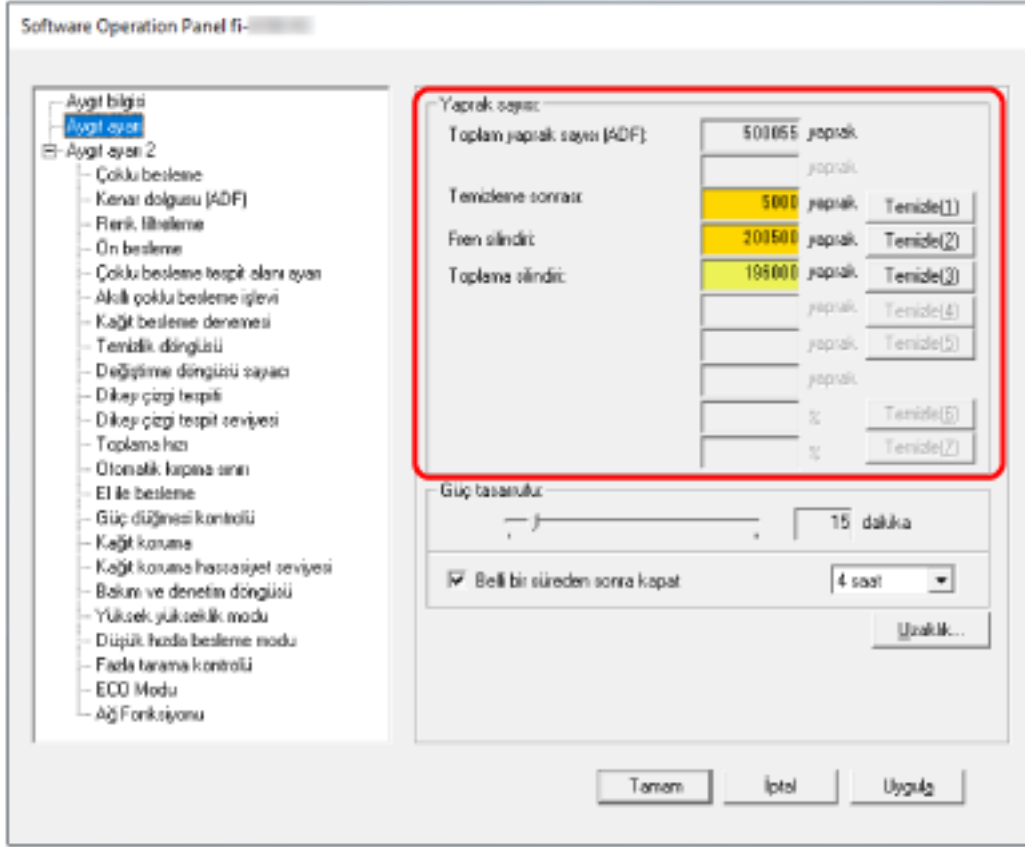 Software Operation Panel fi-
Aygıt bilgisi
Aygıt ayarı
Aygıt ayarı 2
Çoklu besleme
Kenar dolgusu (ADF)
Renk filtreleme
Ön besleme
Çoklu besleme tespit alanı ayarı
Akıllı çoklu besleme işlevi
Kağıt besleme denemesi
Temizlik döngüsü
Değiştirme döngüsü sayacı
Dikey çizgi tespiti
Dikey çizgi tespit seviyesi
Toplama hızı
Otomatik kırpma sınırı
El ile besleme
Güç düğmesi kontrolü
Kağıt koruma
Kağıt koruma hassasiyet seviyesi
Bakım ve denetim döngüsü
Yüksek yükseklik modu
Düşük hızda besleme modu
Fazla tarama kontrolü
ECO Modu
Ağ Fonksiyonu
Yaprak sayısı:
Toplam yaprak sayısı (ADF): 500055 yaprak
yaprak
Temizleme sonrası: 5000 yaprak Temizle(1)
Fren silindiri: 200500 yaprak Temizle(2)
Toplama silindiri: 196000 yaprak Temizle(3)
yaprak Temizle(4)
yaprak Temizle(5)
yaprak
% Temizle(6)
% Temizle(7)
Güç tasarrufu:
15 dakika
Belli bir süreden sonra kapat 4 saat
Uzaklık...
Tamam İptal Uygula